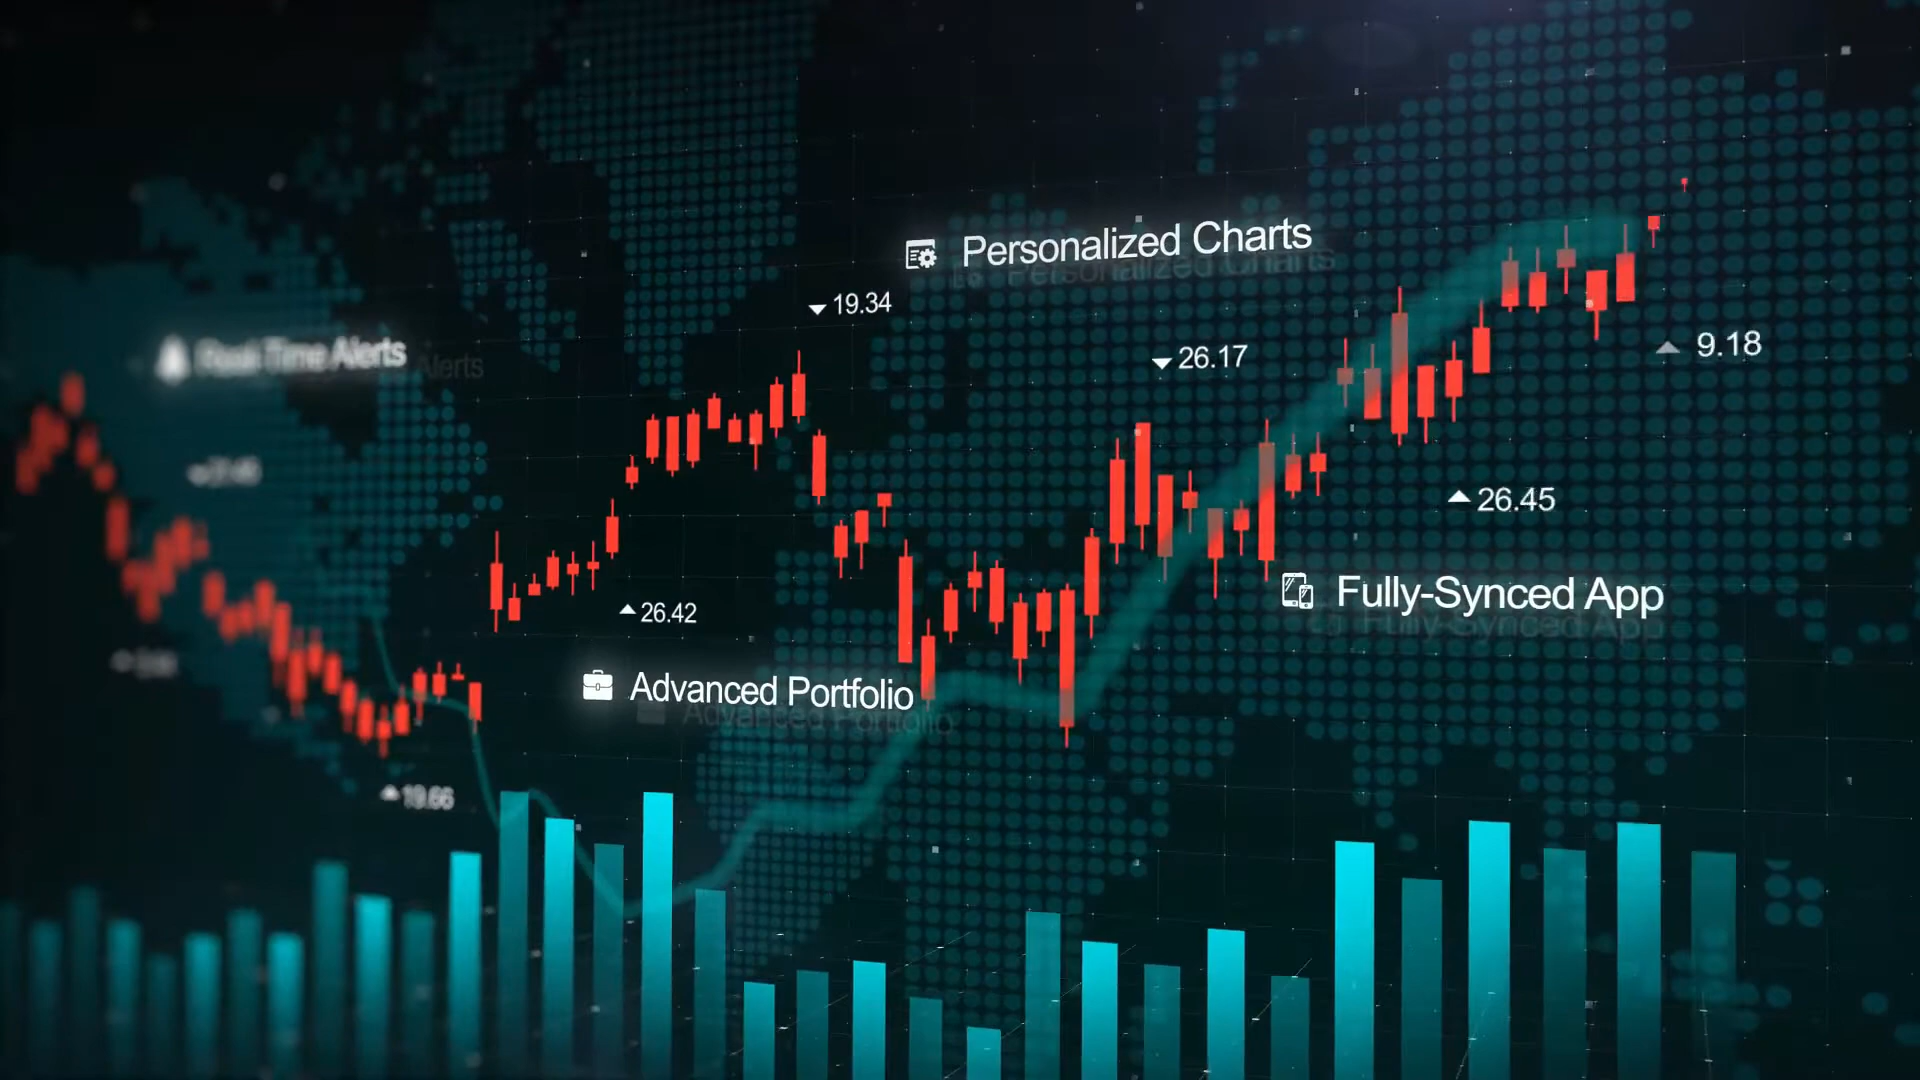 Personalized Charts
19.34
Real-Time Alerts
26.17
9.18
26.45
Fully-Synced App
26.42
Advanced Portfolio
19.66